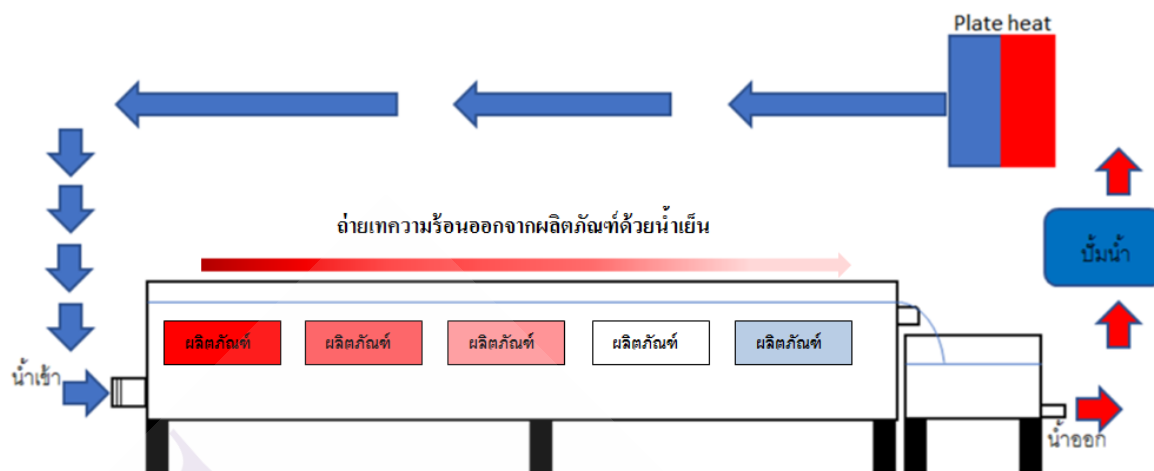 Plate heat
ถ่ายเทความร้อนออกจากผลิตภัณฑ์ด้วยน้ำเย็น
ปั๊มน้ำ
ผลิตภัณฑ์ ผลิตภัณฑ์ ผลิตภัณฑ์ ผลิตภัณฑ์ ผลิตภัณฑ์
น้ำเข้า
น้ำออก